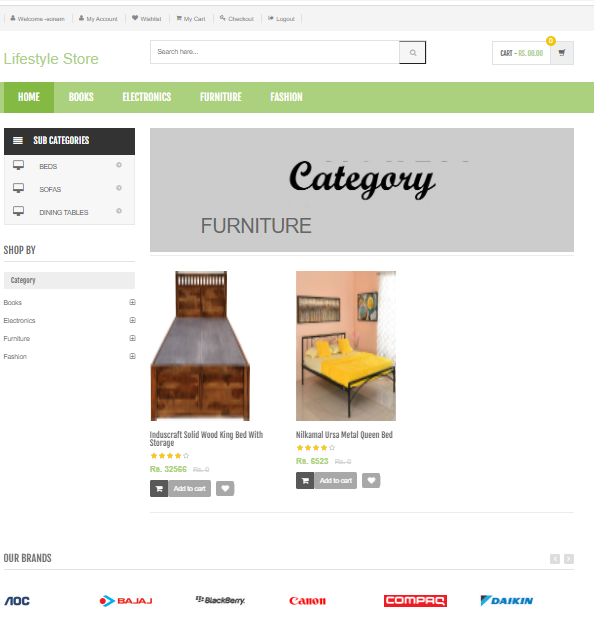 Welcome -sonam
My Account
Wishlist
My Cart
Checkout
Logout
Lifestyle Store
Search here...
CART - RS. 00.00
0
HOME
BOOKS
ELECTRONICS
FURNITURE
FASHION
SUB CATEGORIES
BEDS
SOFAS
DINING TABLES
Category
FURNITURE
SHOP BY
Category
Books
Electronics
Furniture
Fashion
Induscraft Solid Wood King Bed With
Storage
Rs. 32566 Rs. 0
Add to cart
Nilkamal Ursa Metal Queen Bed
Rs. 6523 Rs. 0
Add to cart
OUR BRANDS
AOC
BAJAJ
BlackBerry.
Canon
COMPAQ
DAIKIN